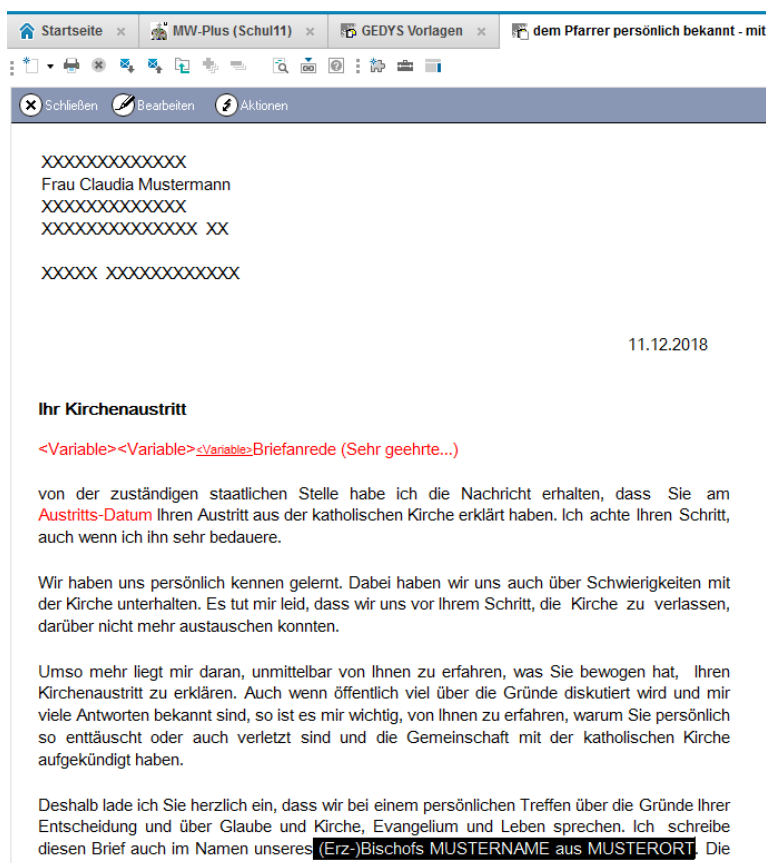 Startseite × MW-Plus (Schul11) × GEDYS Vorlagen × dem Pfarrer persönlich bekannt - mit
Schließen Bearbeiten Aktionen
XXXXXXXXXXXXX
Frau Claudia Mustermann
XXXXXXXXXXXXX
XXXXXXXXXXXXXX XX
XXXXX XXXXXXXXXXXX
11.12.2018
Ihr Kirchenaustritt
<Variable><Variable><Variable>Briefanrede (Sehr geehrte...)
von der zuständigen staatlichen Stelle habe ich die Nachricht erhalten, dass Sie am
Austritts-Datum Ihren Austritt aus der katholischen Kirche erklärt haben. Ich achte Ihren Schritt,
auch wenn ich ihn sehr bedauere.
Wir haben uns persönlich kennen gelernt. Dabei haben wir uns auch über Schwierigkeiten mit
der Kirche unterhalten. Es tut mir leid, dass wir uns vor Ihrem Schritt, die Kirche zu verlassen,
darüber nicht mehr austauschen konnten.
Umso mehr liegt mir daran, unmittelbar von Ihnen zu erfahren, was Sie bewogen hat, Ihren
Kirchenaustritt zu erklären. Auch wenn öffentlich viel über die Gründe diskutiert wird und mir
viele Antworten bekannt sind, so ist es mir wichtig, von Ihnen zu erfahren, warum Sie persönlich
so enttäuscht oder auch verletzt sind und die Gemeinschaft mit der katholischen Kirche
aufgekündigt haben.
Deshalb lade ich Sie herzlich ein, dass wir bei einem persönlichen Treffen über die Gründe Ihrer
Entscheidung und über Glaube und Kirche, Evangelium und Leben sprechen. Ich schreibe
diesen Brief auch im Namen unseres (Erz-)Bischofs MUSTERNAME aus MUSTERORT. Die